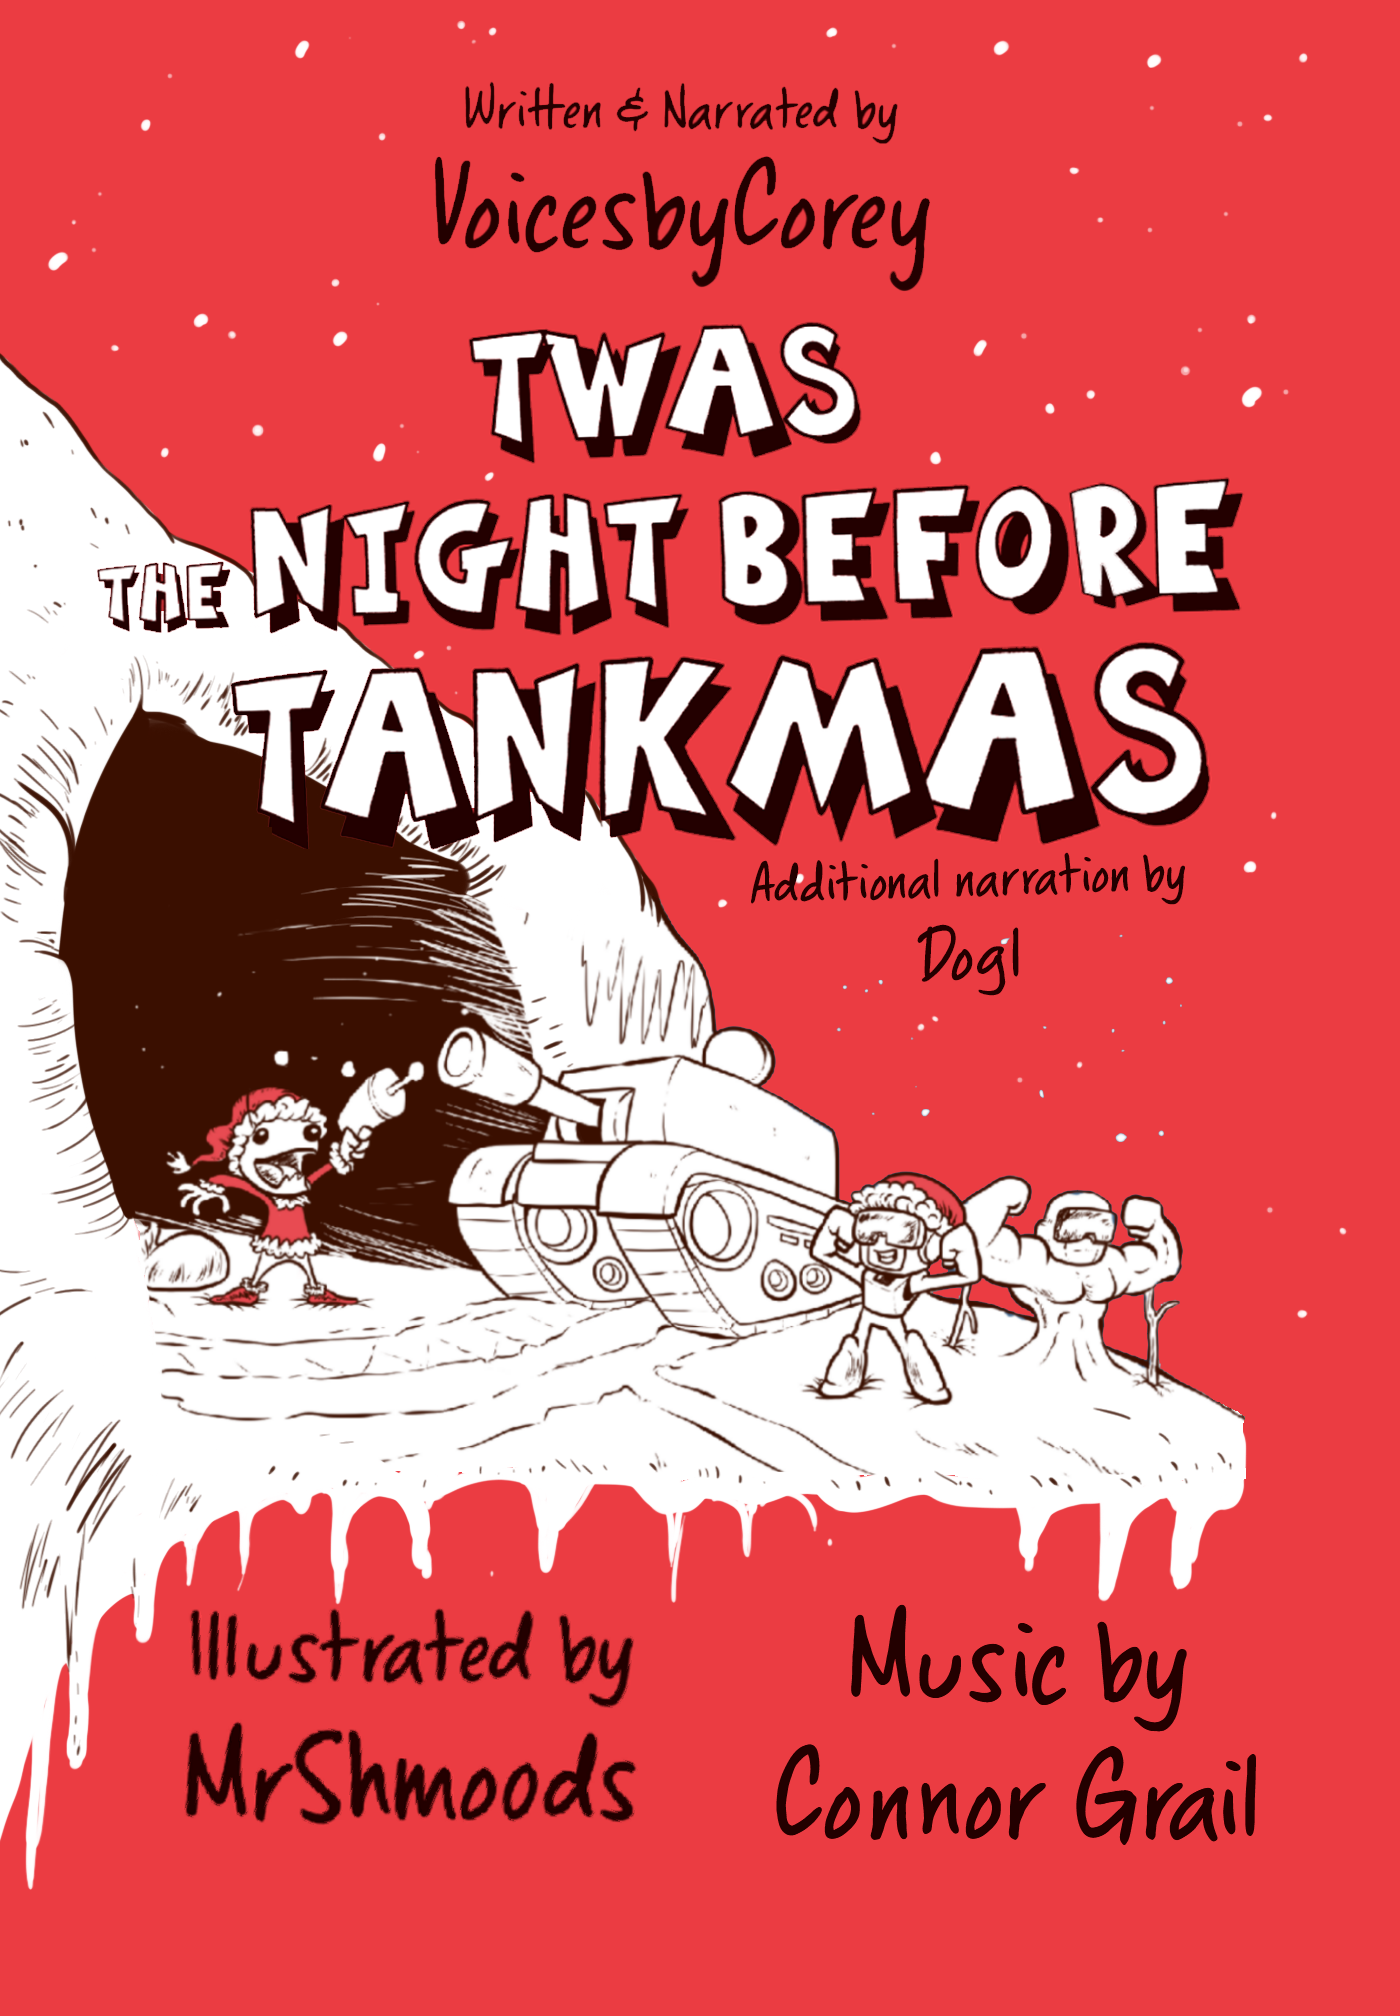 Written & Narrated by
VoicesbyCorey
TWAS
THE NIGHT BEFORE
TANKMAS
Additional narration by
Dogl
Illustrated by
MrShmoods
Music by
Connor Grail